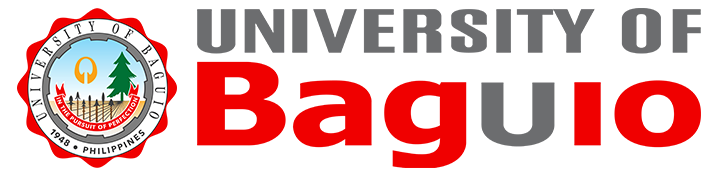 UNIVERSITY OF BAGUIO
IN THE PURSUIT OF PERFECTION
1948 • PHILIPPINES
UNIVERSITY OF
Baguio